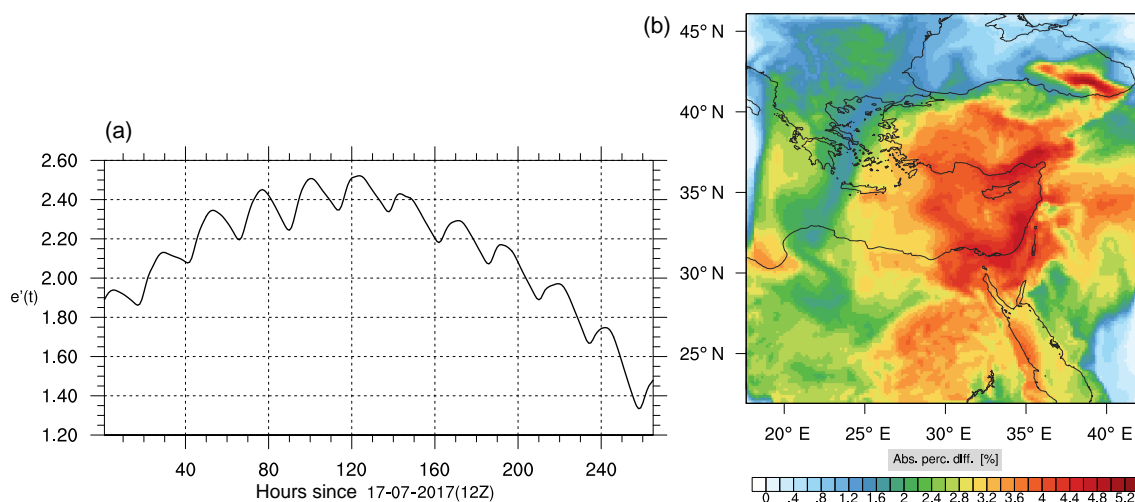 (a)
2.60
2.40
2.20
2.00
e'(t)
1.80
1.60
1.40
1.20
40 80 120 160 200 240
Hours since 17-07-2017(12Z)
(b)
45° N
40° N
35° N
30° N
25° N
20° E 25° E 30° E 35° E 40° E
Abs. perc. diff. [%]
0 .4 .8 1.2 1.6 2 2.4 2.8 3.2 3.6 4 4.4 4.8 5.2